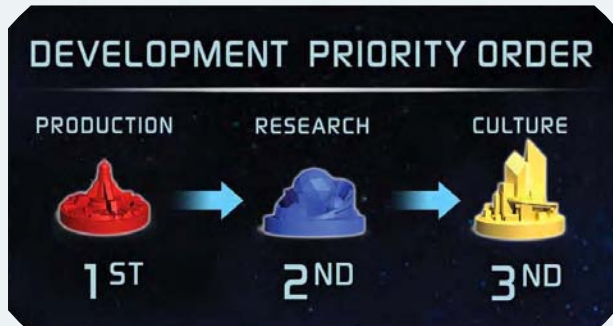 DEVELOPMENT PRIORITY ORDER
PRODUCTION RESEARCH CULTURE
1ST 2ND 3ND